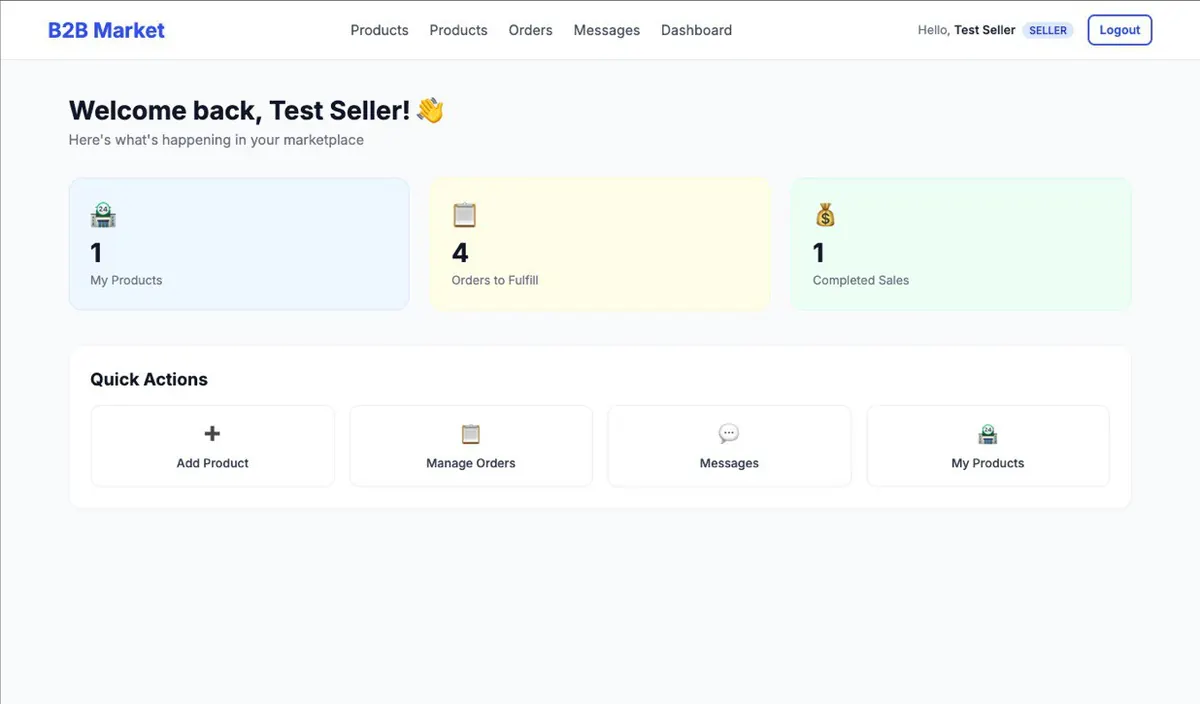 B2B Market
Products Products Orders Messages Dashboard
Hello, Test Seller SELLER Logout
Welcome back, Test Seller! 👋
Here's what's happening in your marketplace
1
My Products
4
Orders to Fulfill
1
Completed Sales
Quick Actions
Add Product
Manage Orders
Messages
My Products